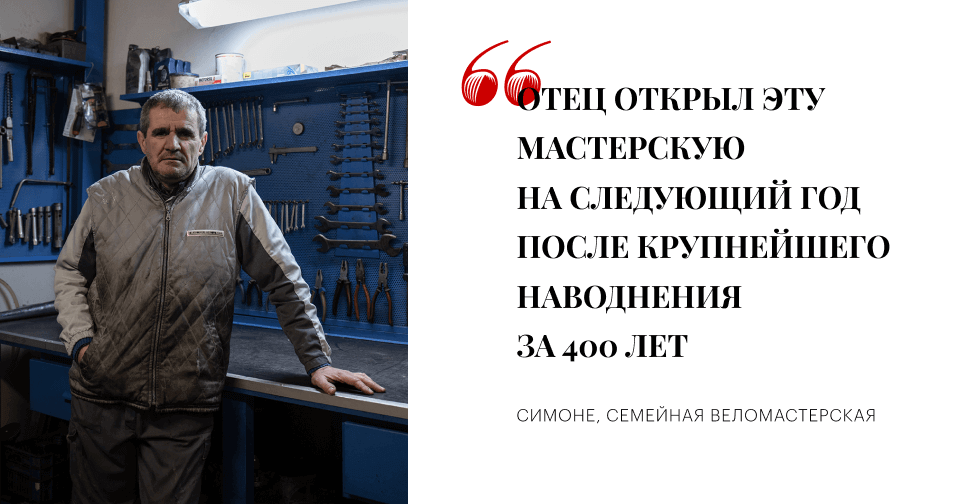 ОТЕЦ ОТКРЫЛ ЭТУ
МАСТЕРСКУЮ
НА СЛЕДУЮЩИЙ ГОД
ПОСЛЕ КРУПНЕЙШЕГО
НАВОДНЕНИЯ
ЗА 400 ЛЕТ
СИМОНЕ, СЕМЕЙНАЯ ВЕЛОМАСТЕРСКАЯ